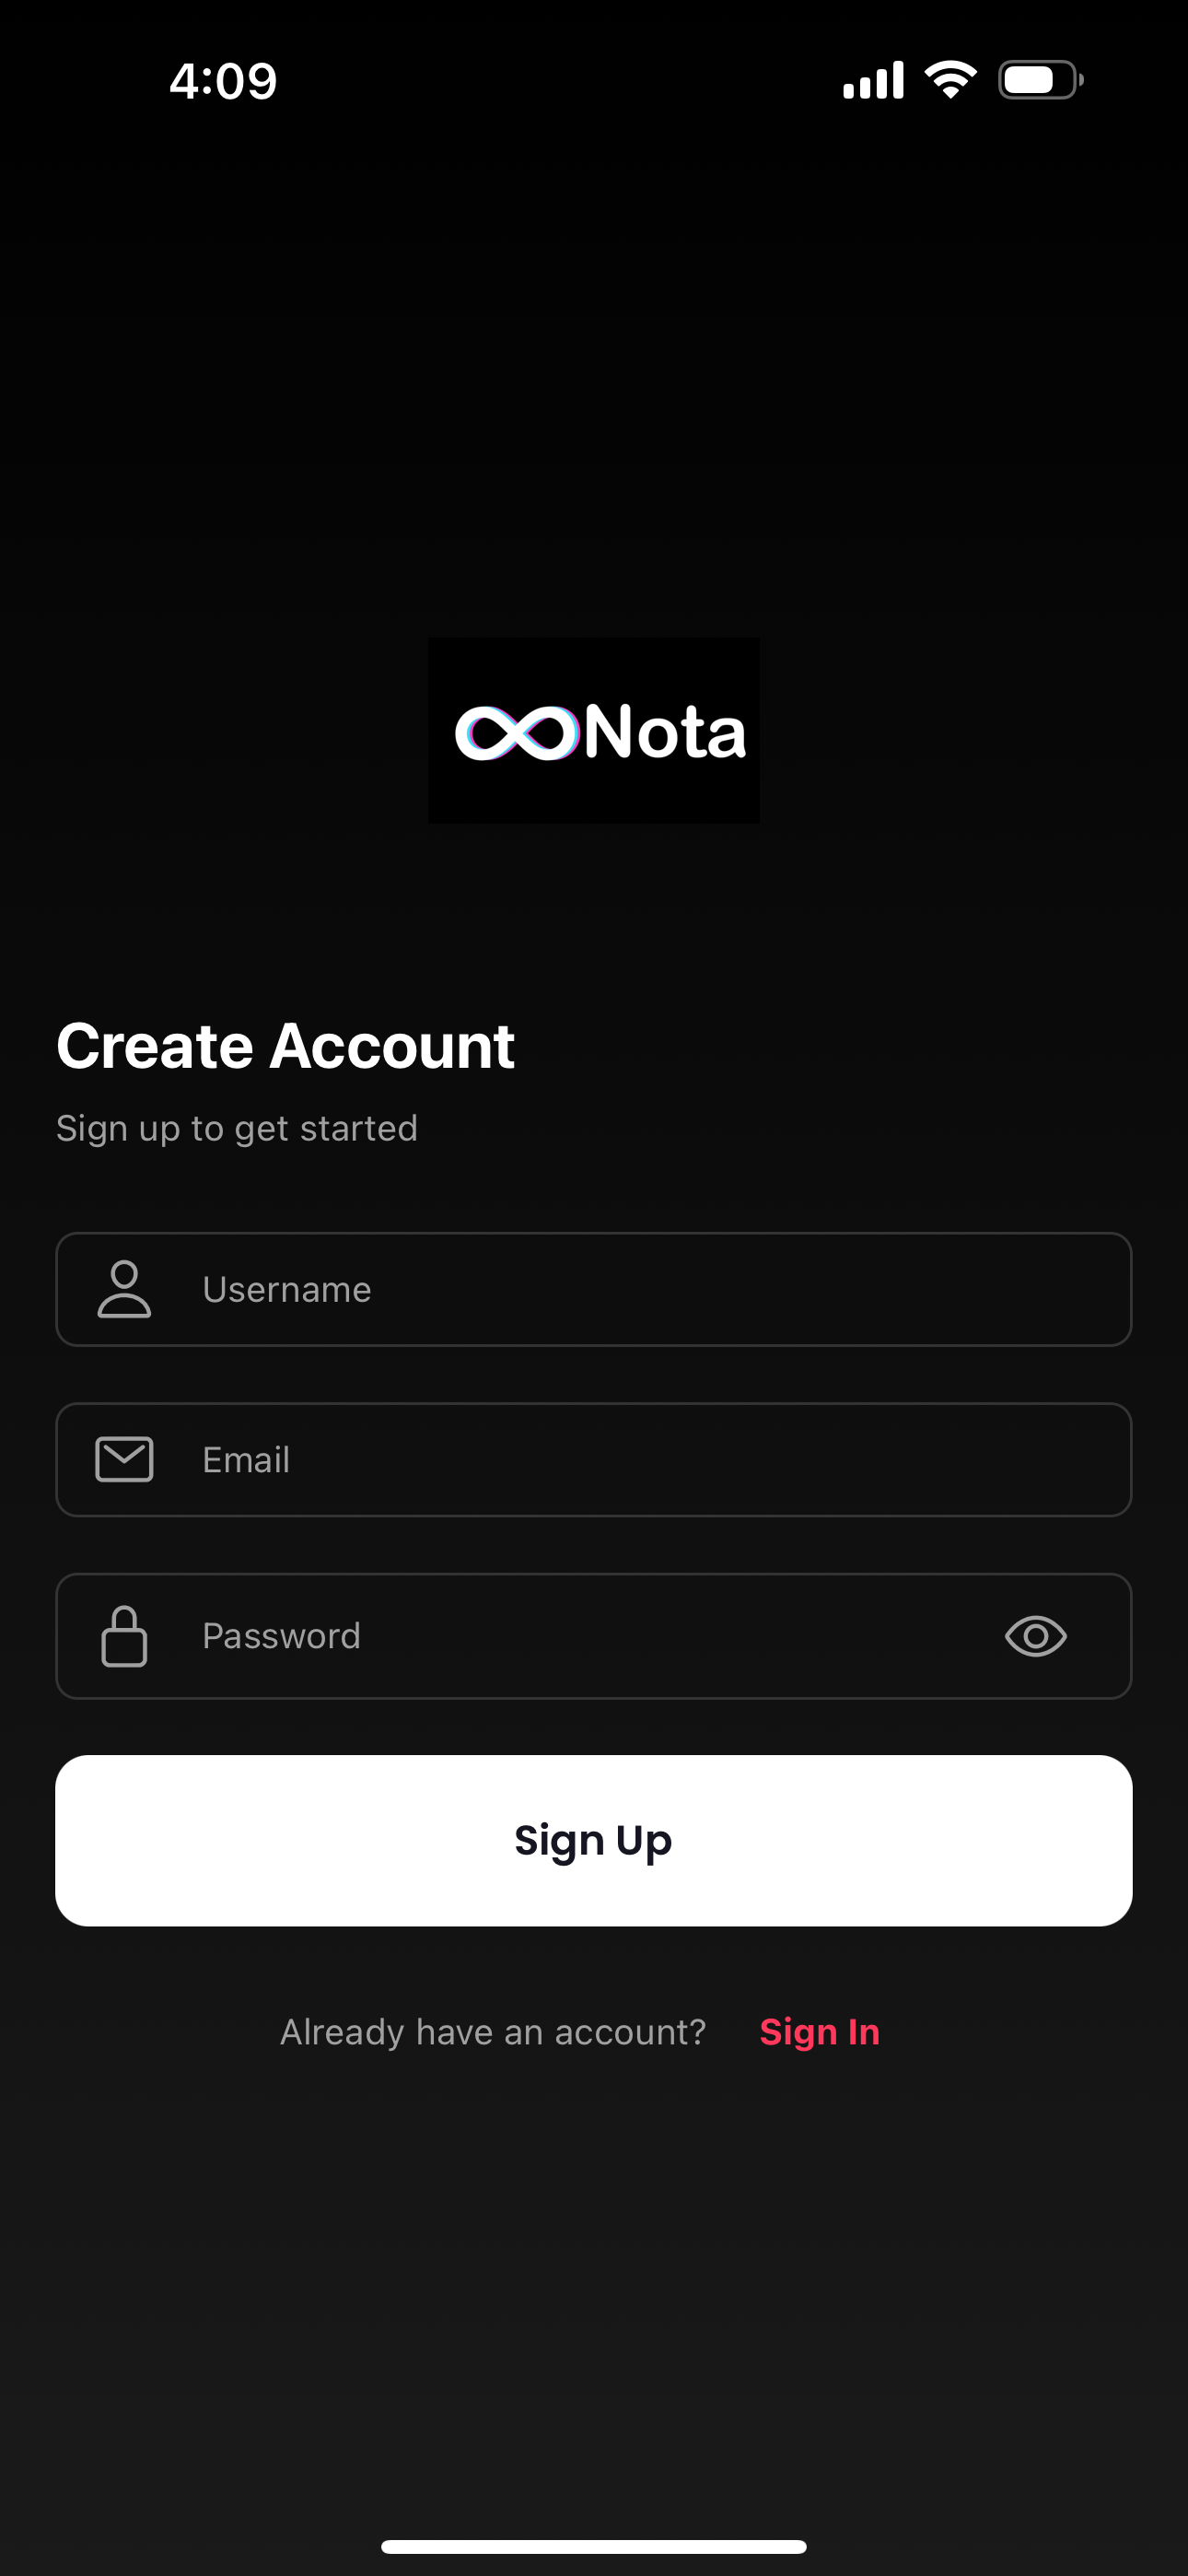 4:09
Nota
Create Account
Sign up to get started
Username
Email
Password
Sign Up
Already have an account? Sign In